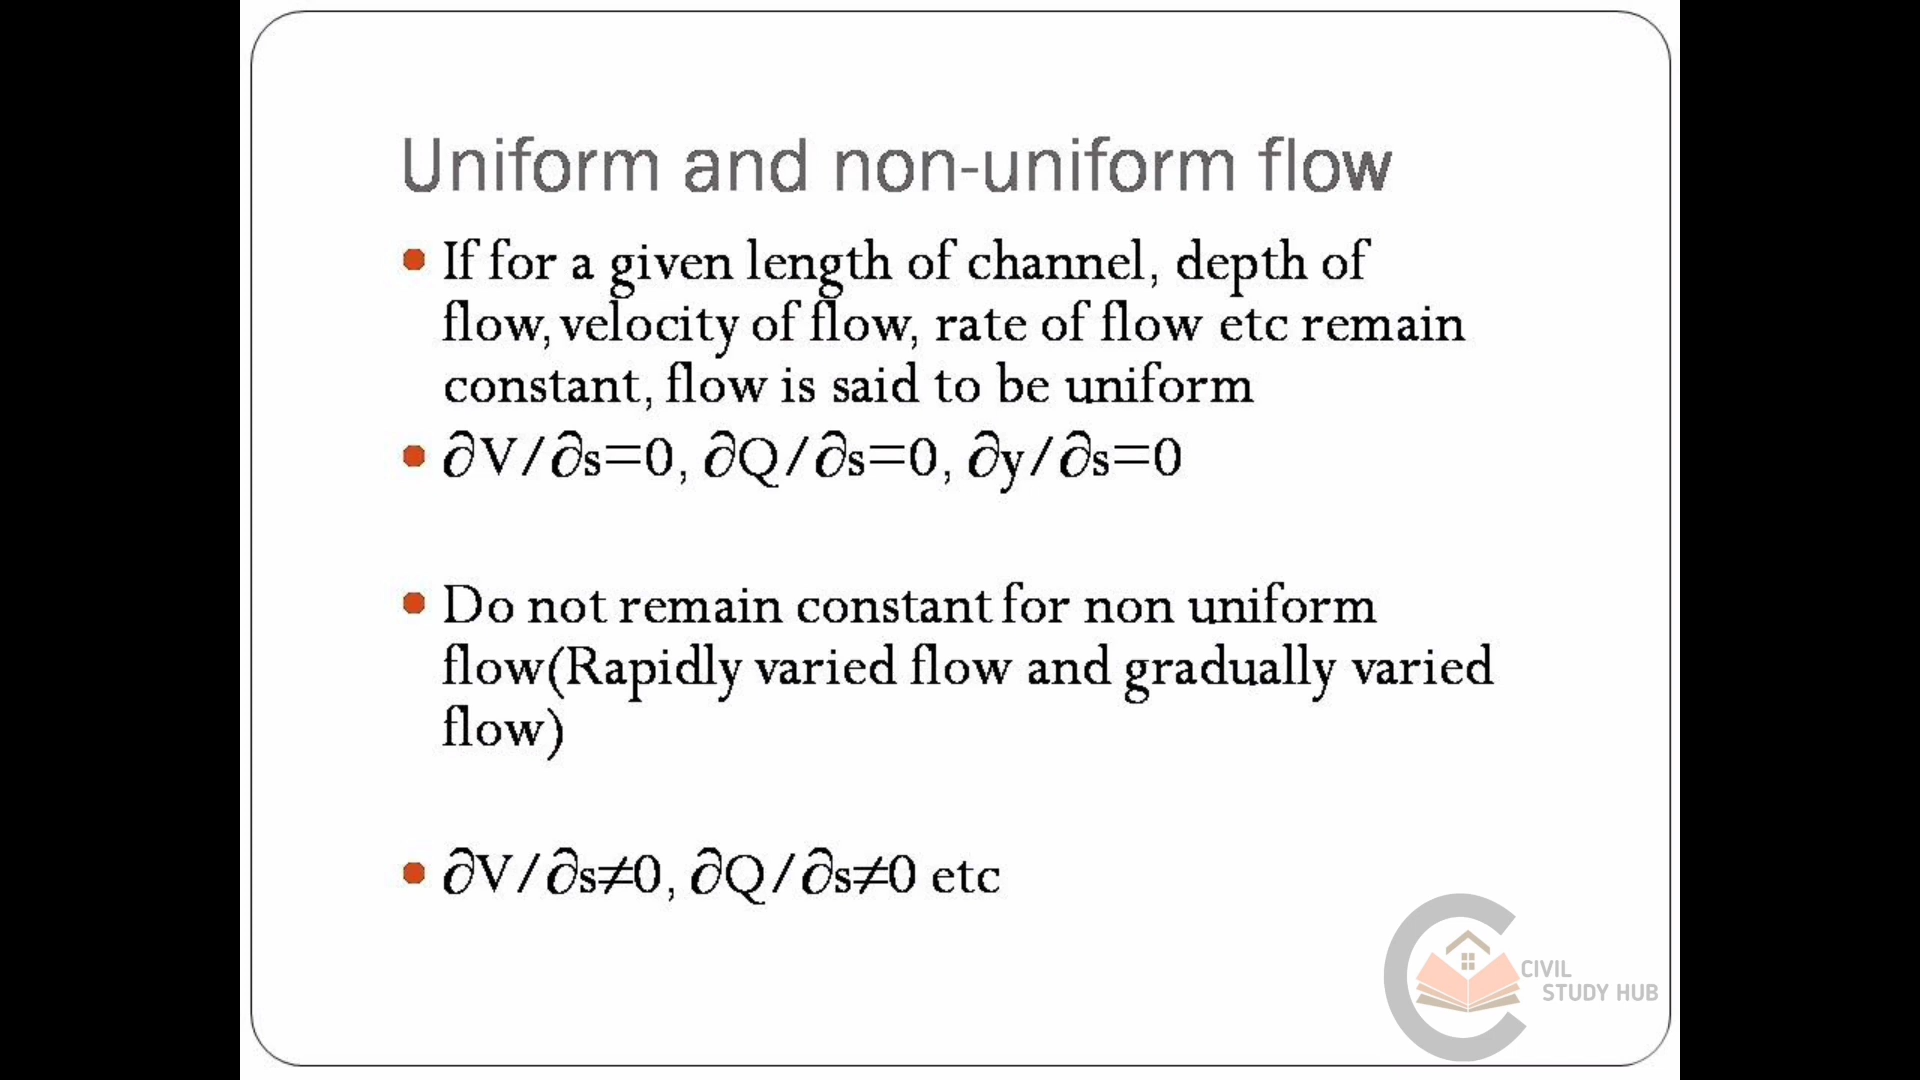 Uniform and non-uniform flow
If for a given length of channel, depth of
flow, velocity of flow, rate of flow etc remain
constant, flow is said to be uniform
∂V/∂s=0, ∂Q/∂s=0, ∂y/∂s=0
Do not remain constant for non uniform
flow(Rapidly varied flow and gradually varied
flow)
∂V/∂s≠0, ∂Q/∂s≠0 etc
CIVIL
STUDY HUB